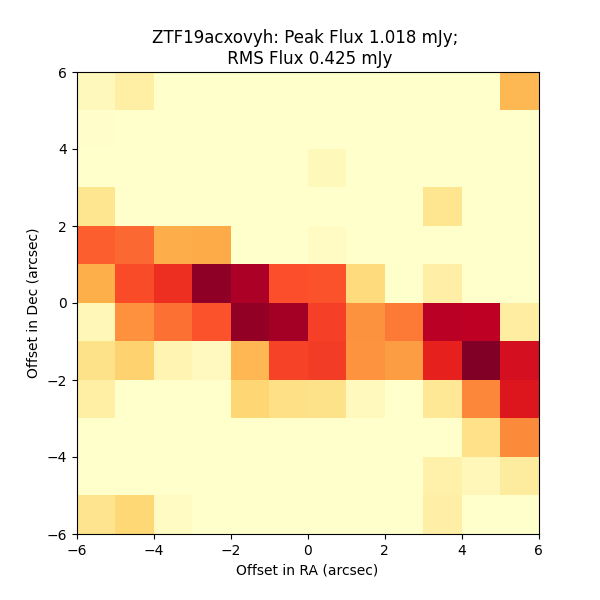 ZTF19acxovyh: Peak Flux 1.018 mJy;
RMS Flux 0.425 mJy
6
4
2
0
−2
−4
−6
Offset in Dec (arcsec)
−6 −4 −2 0 2 4 6
Offset in RA (arcsec)